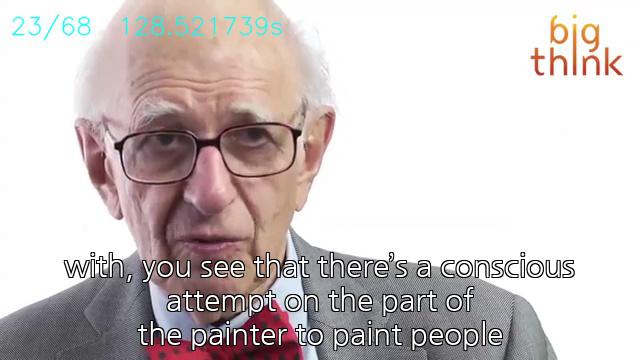 23/68 128.521739s
big
think
with, you see that there's a conscious
attempt on the part of
the painter to paint people